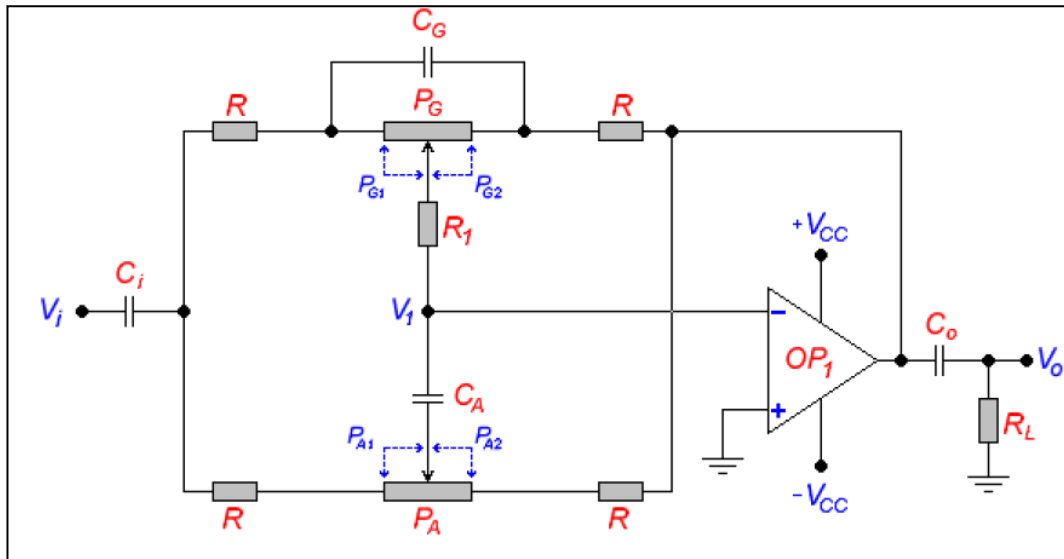 C_G
R P_G R
P_G1 P_G2
R_1
+V_CC
C_i
V_i V_1 − C_o
OP_1 V_o
C_A + R_L
P_A1 P_A2
−V_CC
R P_A R